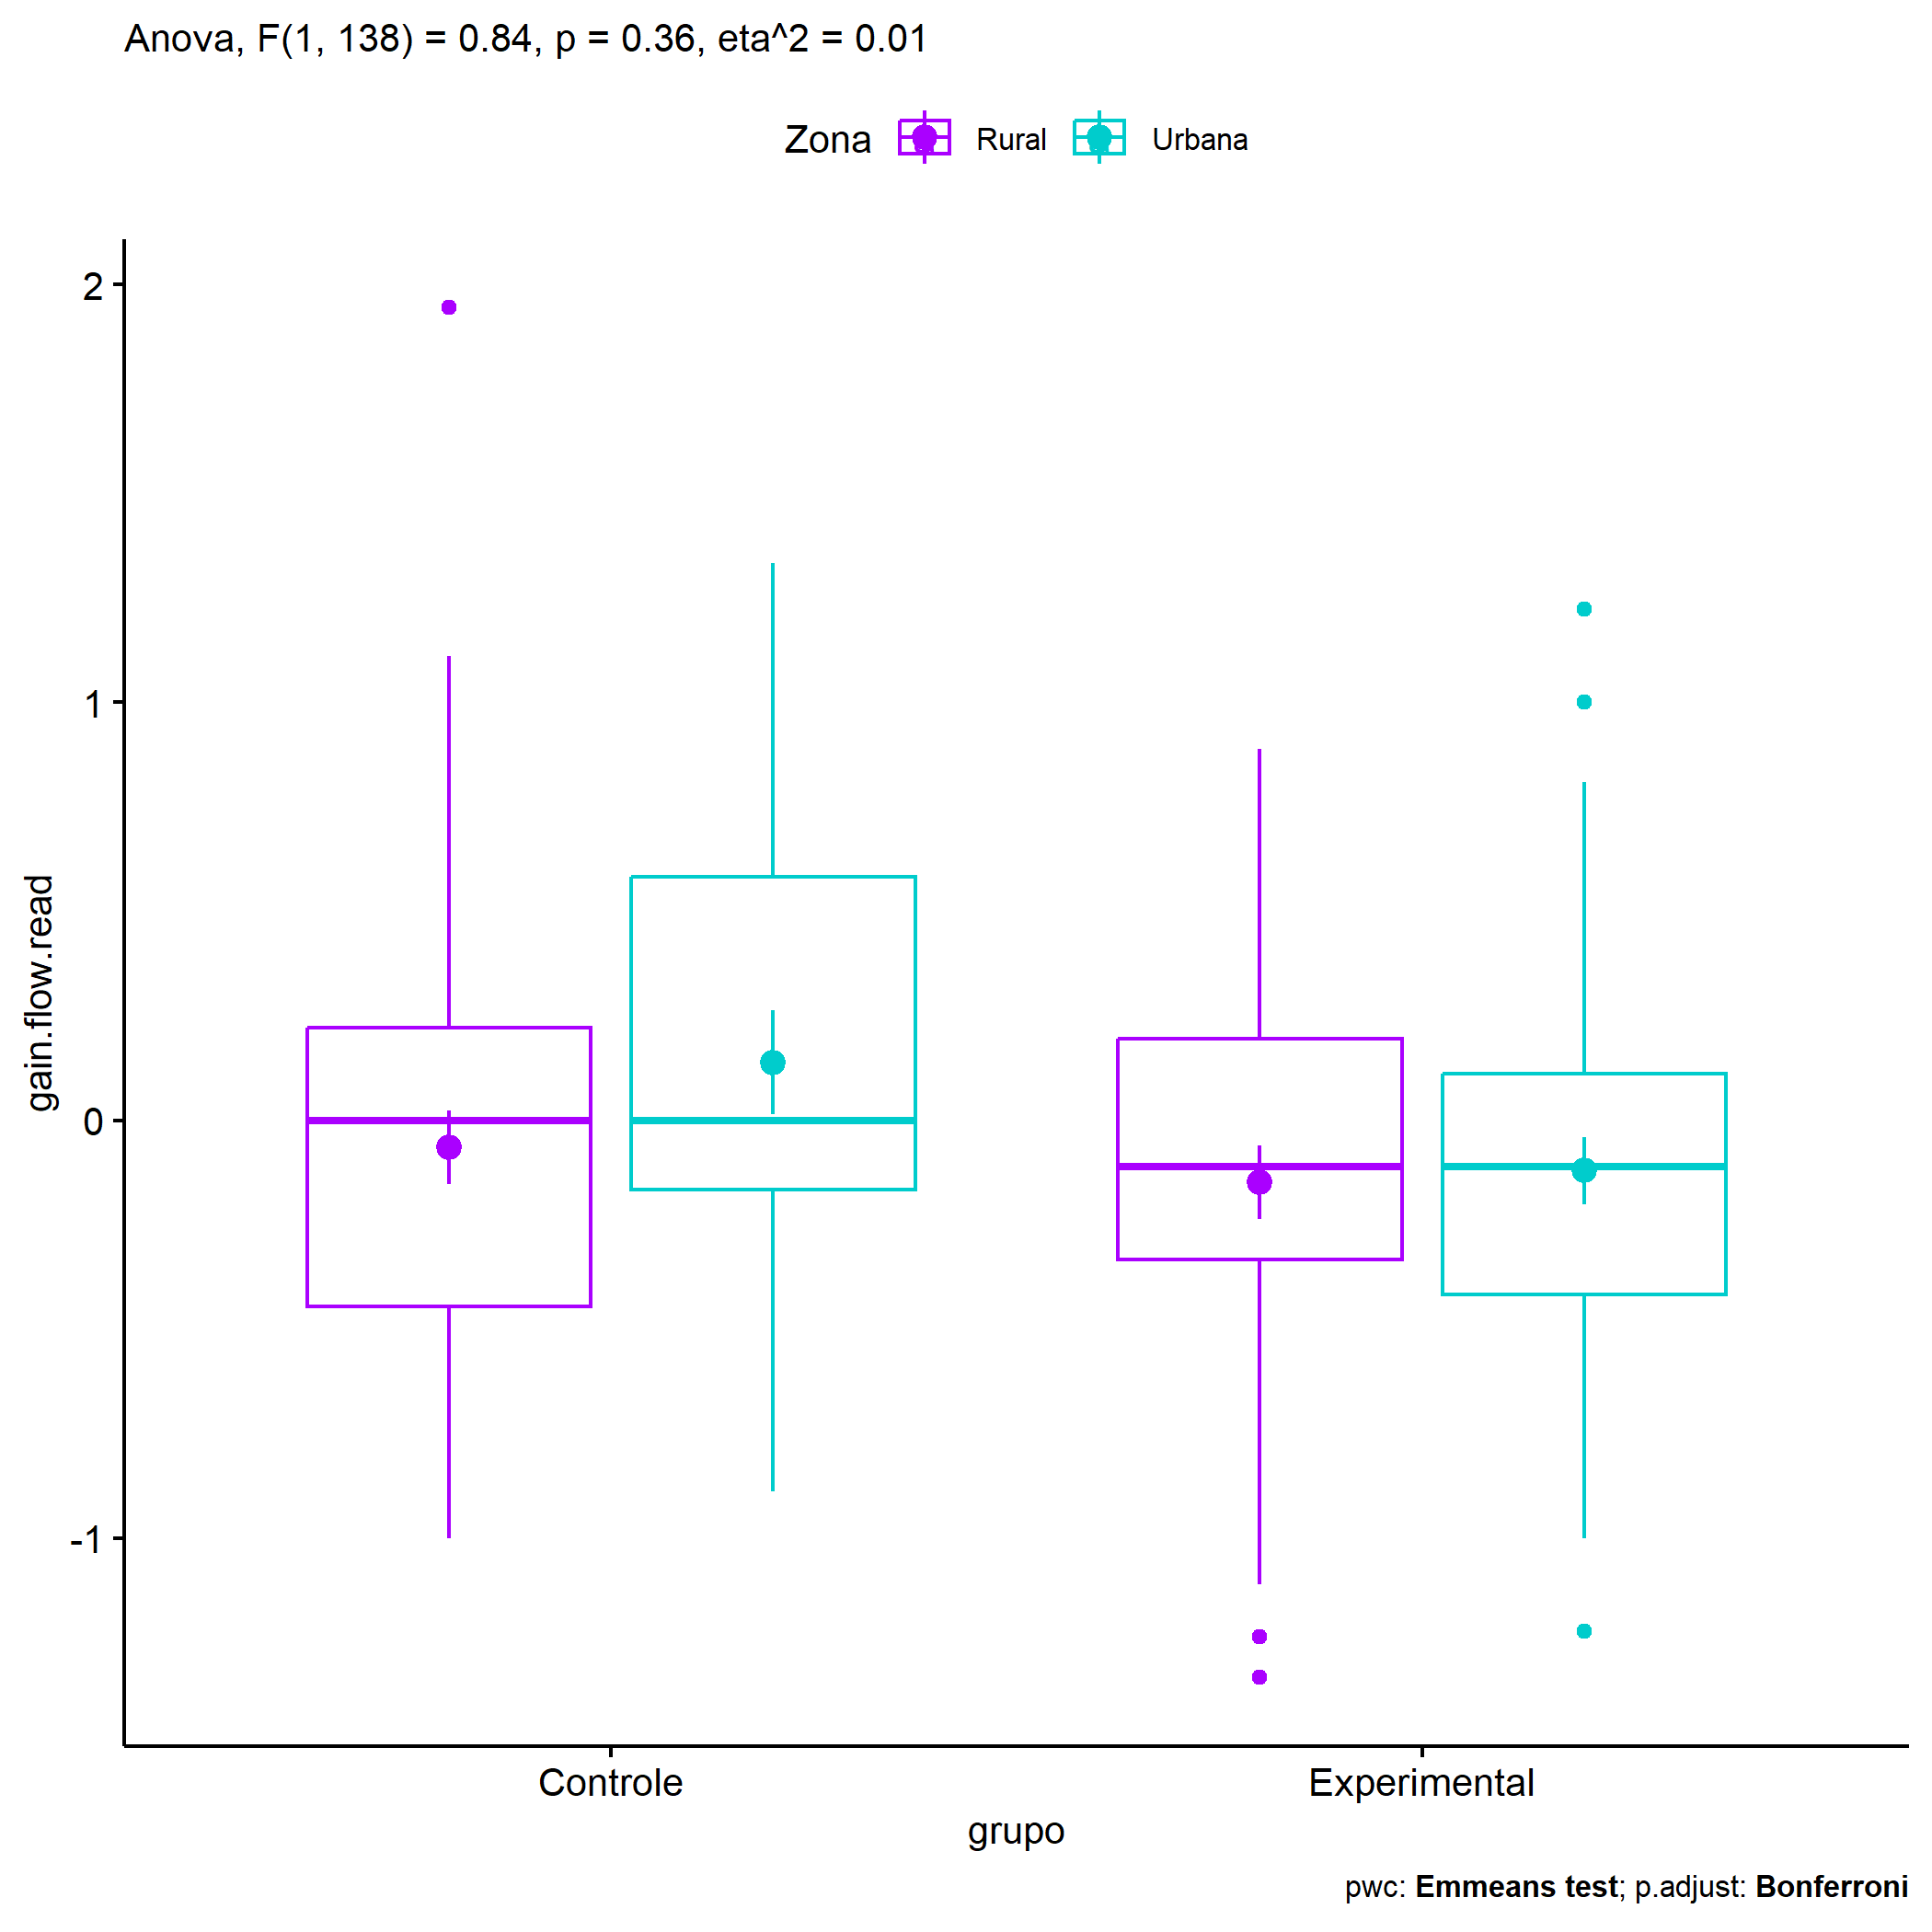 Anova, F(1, 138) = 0.84, p = 0.36, eta^2 = 0.01
Zona Rural Urbana
2
1
0
-1
gain.flow.read
Controle Experimental
grupo
pwc: Emmeans test; p.adjust: Bonferroni